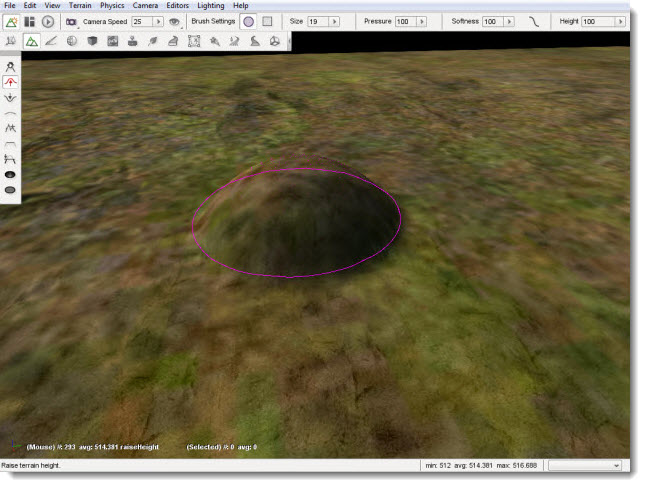 File Edit View Terrain Physics Camera Editors Lighting Help
Camera Speed 25 Brush Settings Size 19 Pressure 100 Softness 100 Height 100
(Mouse) #: 293 avg: 514.381 raiseHeight (Selected) #: 0 avg: 0
Raise terrain height. min: 512 avg: 514.381 max: 516.688